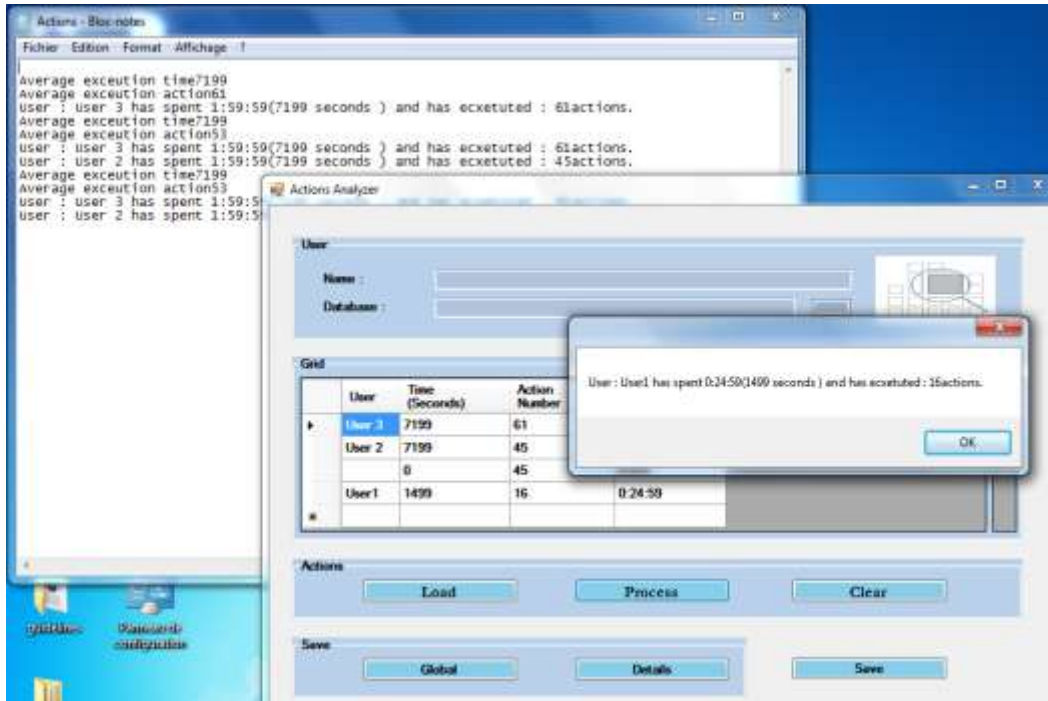 Actions - Bloc-notes
Fichier Edition Format Affichage ?
Average exceution time7199
Average exceution action61
User : User 3 has spent 1:59:59(7199 seconds ) and has ecxetuted : 61actions.
Average exceution time7199
Average exceution action53
User : User 3 has spent 1:59:59(7199 seconds ) and has ecxetuted : 61actions.
User : User 2 has spent 1:59:59(7199 seconds ) and has ecxetuted : 45actions.
Average exceution time7199
Average exceution action53
User : User 3 has spent 1:59:5
User : User 2 has spent 1:59:5
Actions Analyzer
User
Name :
Database :
User : User1 has spent 0:24:59(1499 seconds ) and has ecxetuted : 16actions.
OK
Grid
User Time (Seconds) Action Number
User 3 7199 61
User 2 7199 45
0 45
User1 1499 16 0:24:59
Actions
Load Process Clear
Save
Global Details Save
guidelines
Panneau de configuration